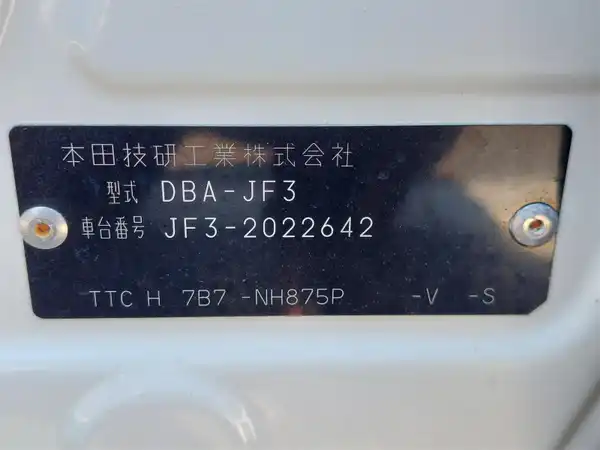 本田技研工業株式会社
型式 DBA-JF3
車台番号 JF3-2022642
TTC H 7B7 -NH875P -V -S